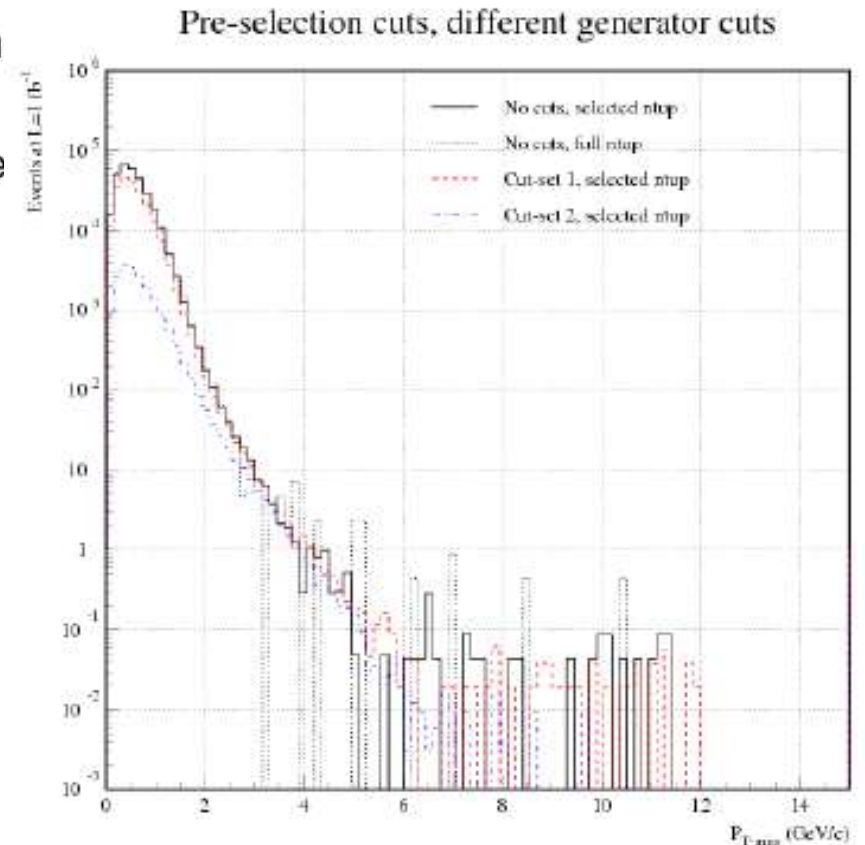 Pre-selection cuts, different generator cuts
Events at L=1 fb⁻¹
No cuts, selected ntup
No cuts, full ntup
Cut-set 1, selected ntup
Cut-set 2, selected ntup
10⁶
10⁵
10⁴
10³
10²
10
1
10⁻¹
10⁻²
10⁻³
0 2 4 6 8 10 12 14
(GeV/c)